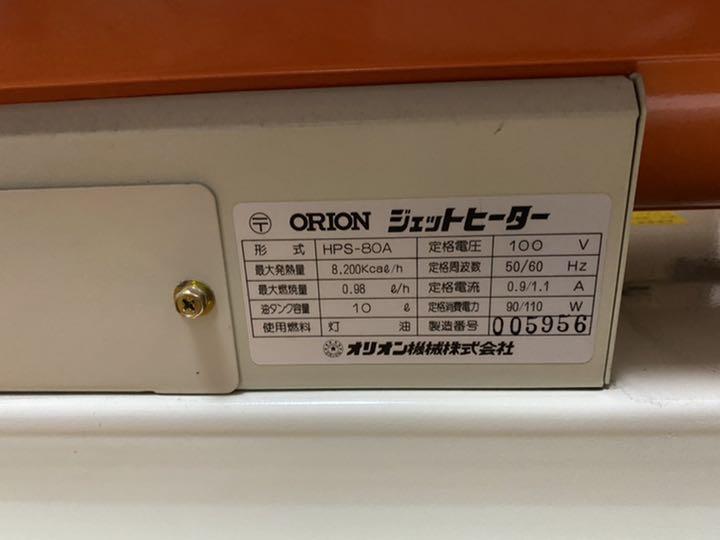 〒 ORION ジェットヒーター
形 式 HPS-80A 定格電圧 100 V
最大発熱量 8,200Kcaℓ/h 定格周波数 50/60 Hz
最大燃焼量 0.98 ℓ/h 定格電流 0.9/1.1 A
油タンク容量 10 ℓ 定格消費電力 90/110 W
使用燃料 灯 油 製造番号 005956
オリオン機械株式会社